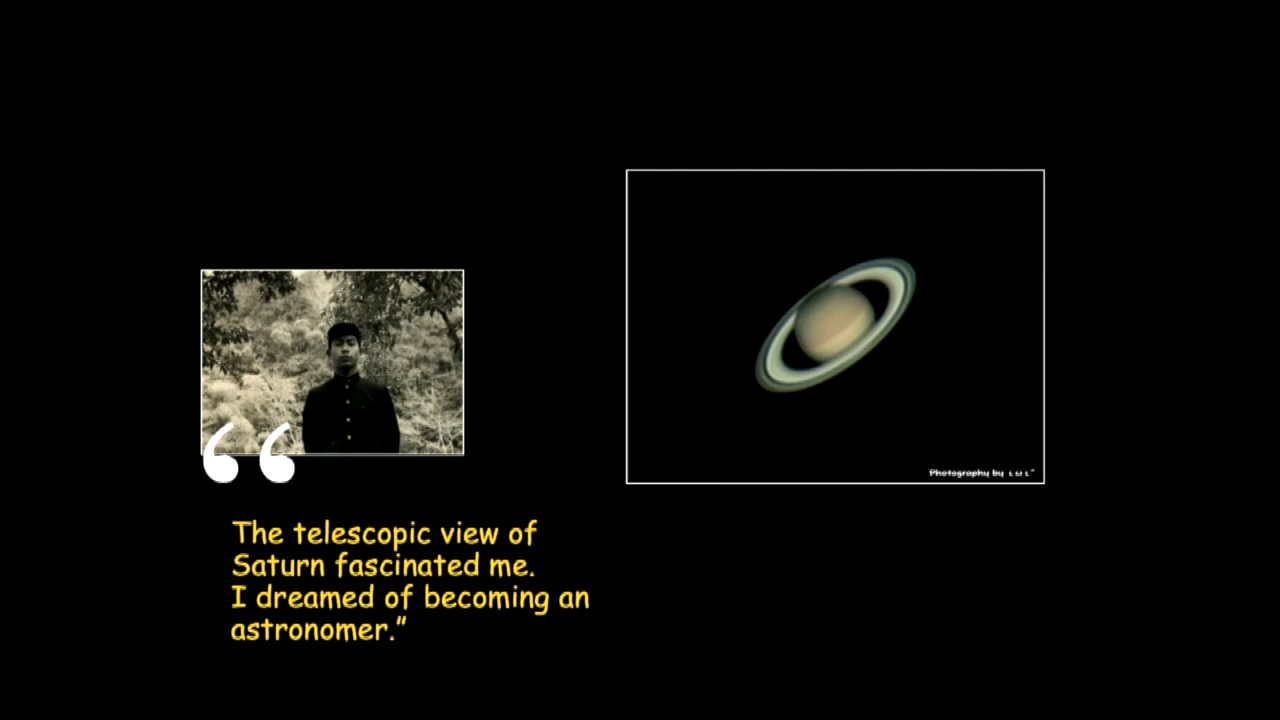 “
The telescopic view of
Saturn fascinated me.
I dreamed of becoming an
astronomer.”
Photography by